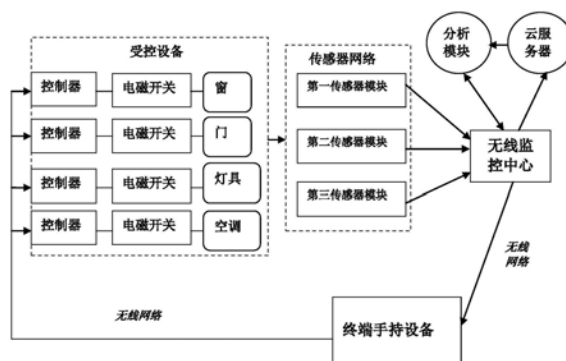 受控设备
控制器
电磁开关
窗
控制器
电磁开关
门
控制器
电磁开关
灯具
控制器
电磁开关
空调
传感器网络
第一传感器模块
第二传感器模块
第三传感器模块
分析
模块
云服
务器
无线监
控中心
无线
网络
无线网络
终端手持设备